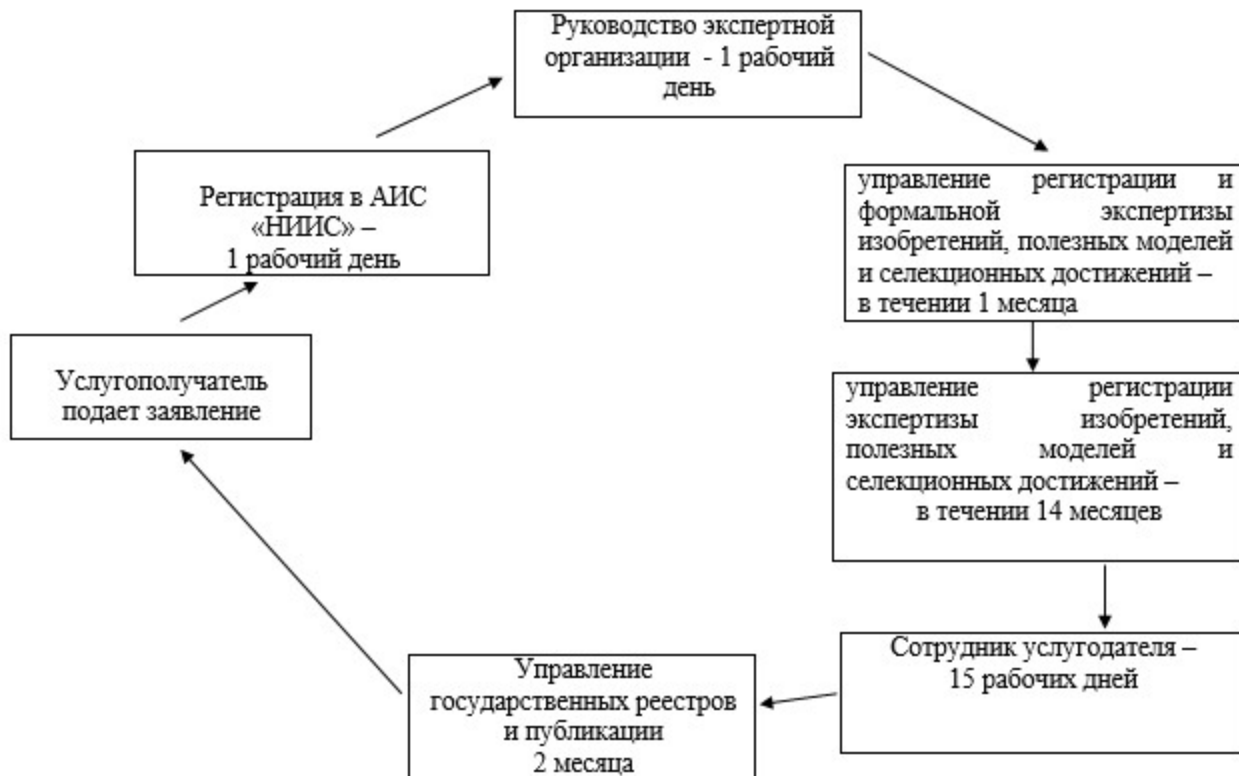 Руководство экспертной
организации - 1 рабочий
день
Регистрация в АИС
«НИИС» –
1 рабочий день
управление регистрации и
формальной экспертизы
изобретений, полезных моделей
и селекционных достижений –
в течении 1 месяца
Услугополучатель
подает заявление
управление регистрации
экспертизы изобретений,
полезных моделей и
селекционных достижений –
в течении 14 месяцев
Сотрудник услугодателя –
15 рабочих дней
Управление
государственных реестров
и публикации
2 месяца